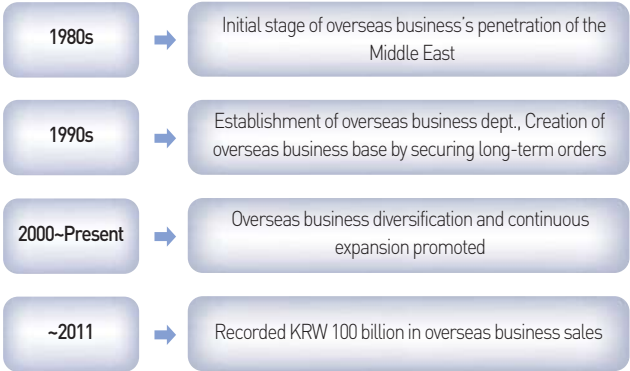 1980s
Initial stage of overseas business's penetration of the
Middle East
1990s
Establishment of overseas business dept., Creation of
overseas business base by securing long-term orders
2000~Present
Overseas business diversification and continuous
expansion promoted
~2011
Recorded KRW 100 billion in overseas business sales